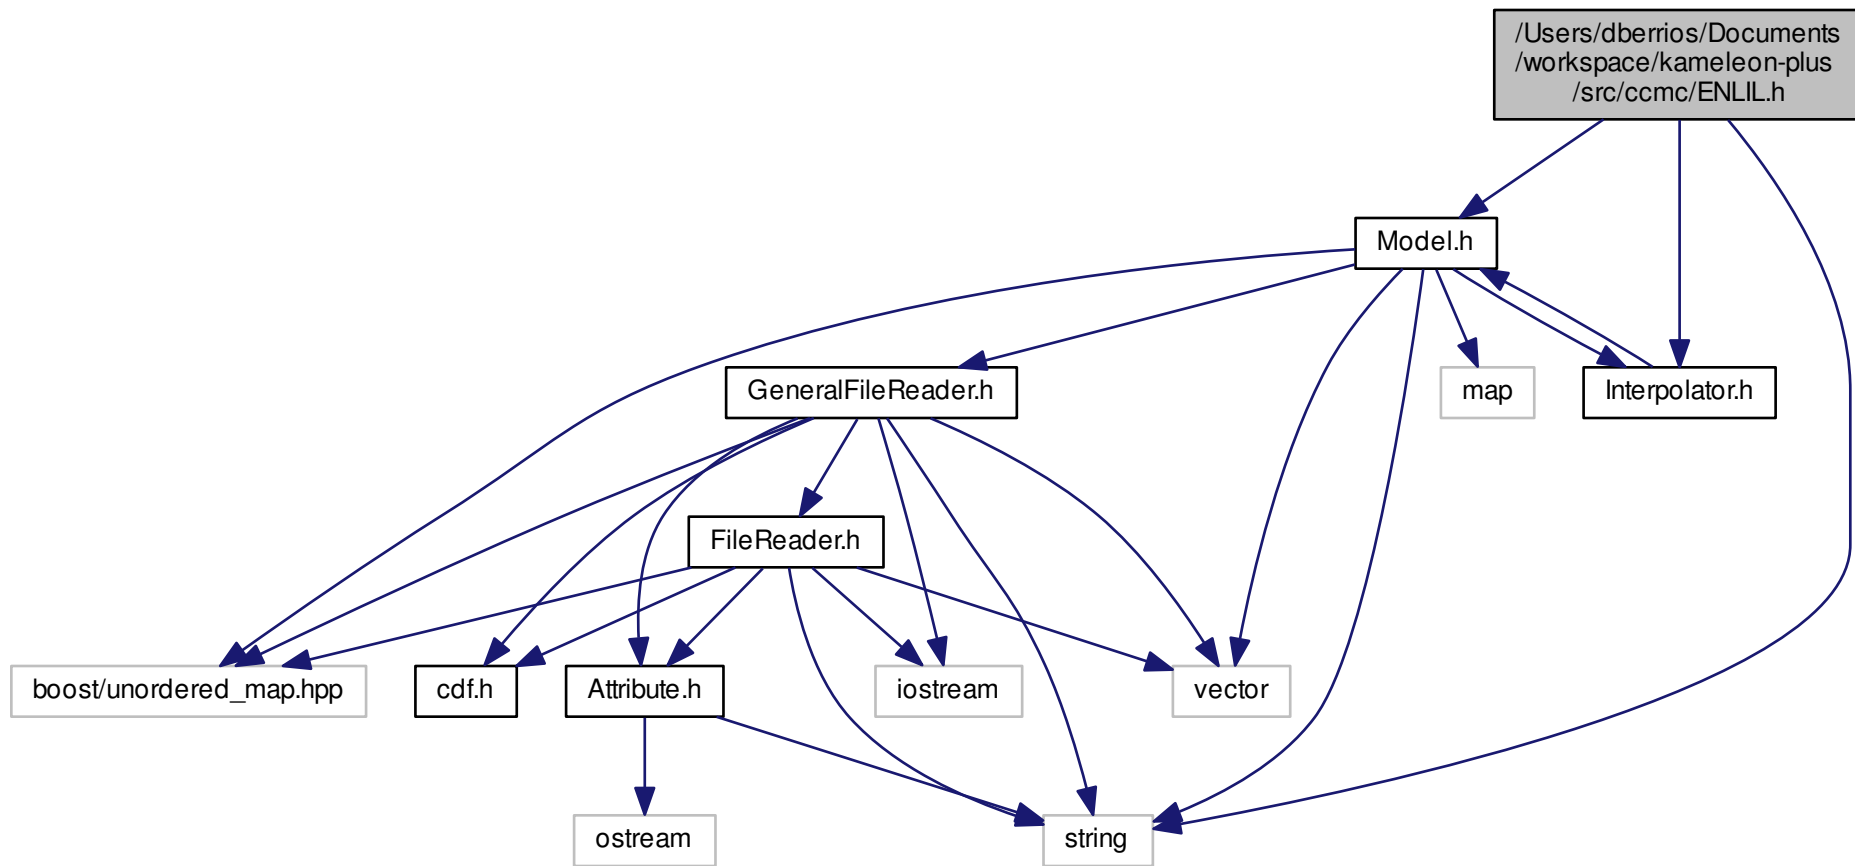 /Users/dberrios/Documents
/workspace/kameleon-plus
/src/ccmc/ENLIL.h
Model.h
GeneralFileReader.h
map
Interpolator.h
FileReader.h
boost/unordered_map.hpp
cdf.h
Attribute.h
iostream
vector
ostream
string